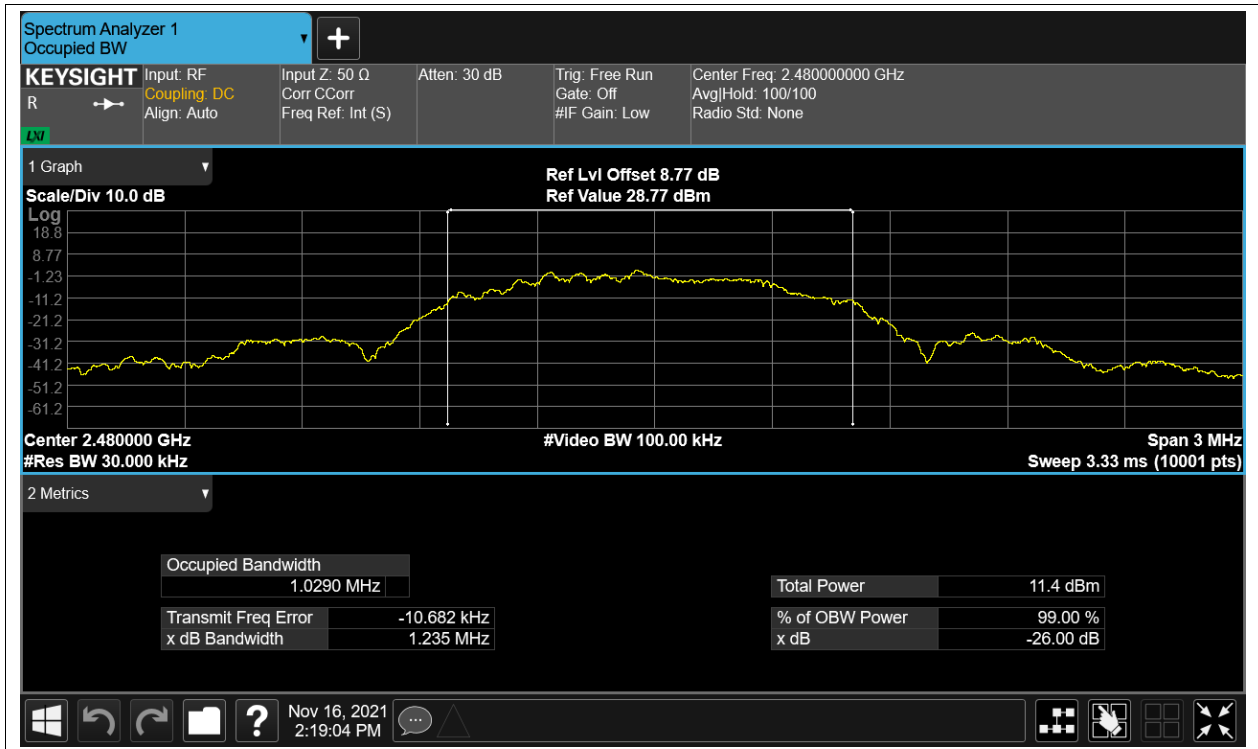 Spectrum Analyzer 1
Occupied BW
KEYSIGHT Input: RF Input Z: 50 Ω Atten: 30 dB Trig: Free Run Center Freq: 2.480000000 GHz
R Coupling: DC Corr CCorr Gate: Off Avg|Hold: 100/100
Align: Auto Freq Ref: Int (S) #IF Gain: Low Radio Std: None
LXI
1 Graph
Ref Lvl Offset 8.77 dB
Scale/Div 10.0 dB Ref Value 28.77 dBm
Log
18.8
8.77
-1.23
-11.2
-21.2
-31.2
-41.2
-51.2
-61.2
Center 2.480000 GHz #Video BW 100.00 kHz Span 3 MHz
#Res BW 30.000 kHz Sweep 3.33 ms (10001 pts)
2 Metrics
Occupied Bandwidth
1.0290 MHz Total Power 11.4 dBm
Transmit Freq Error -10.682 kHz % of OBW Power 99.00 %
x dB Bandwidth 1.235 MHz x dB -26.00 dB
? Nov 16, 2021
2:19:04 PM